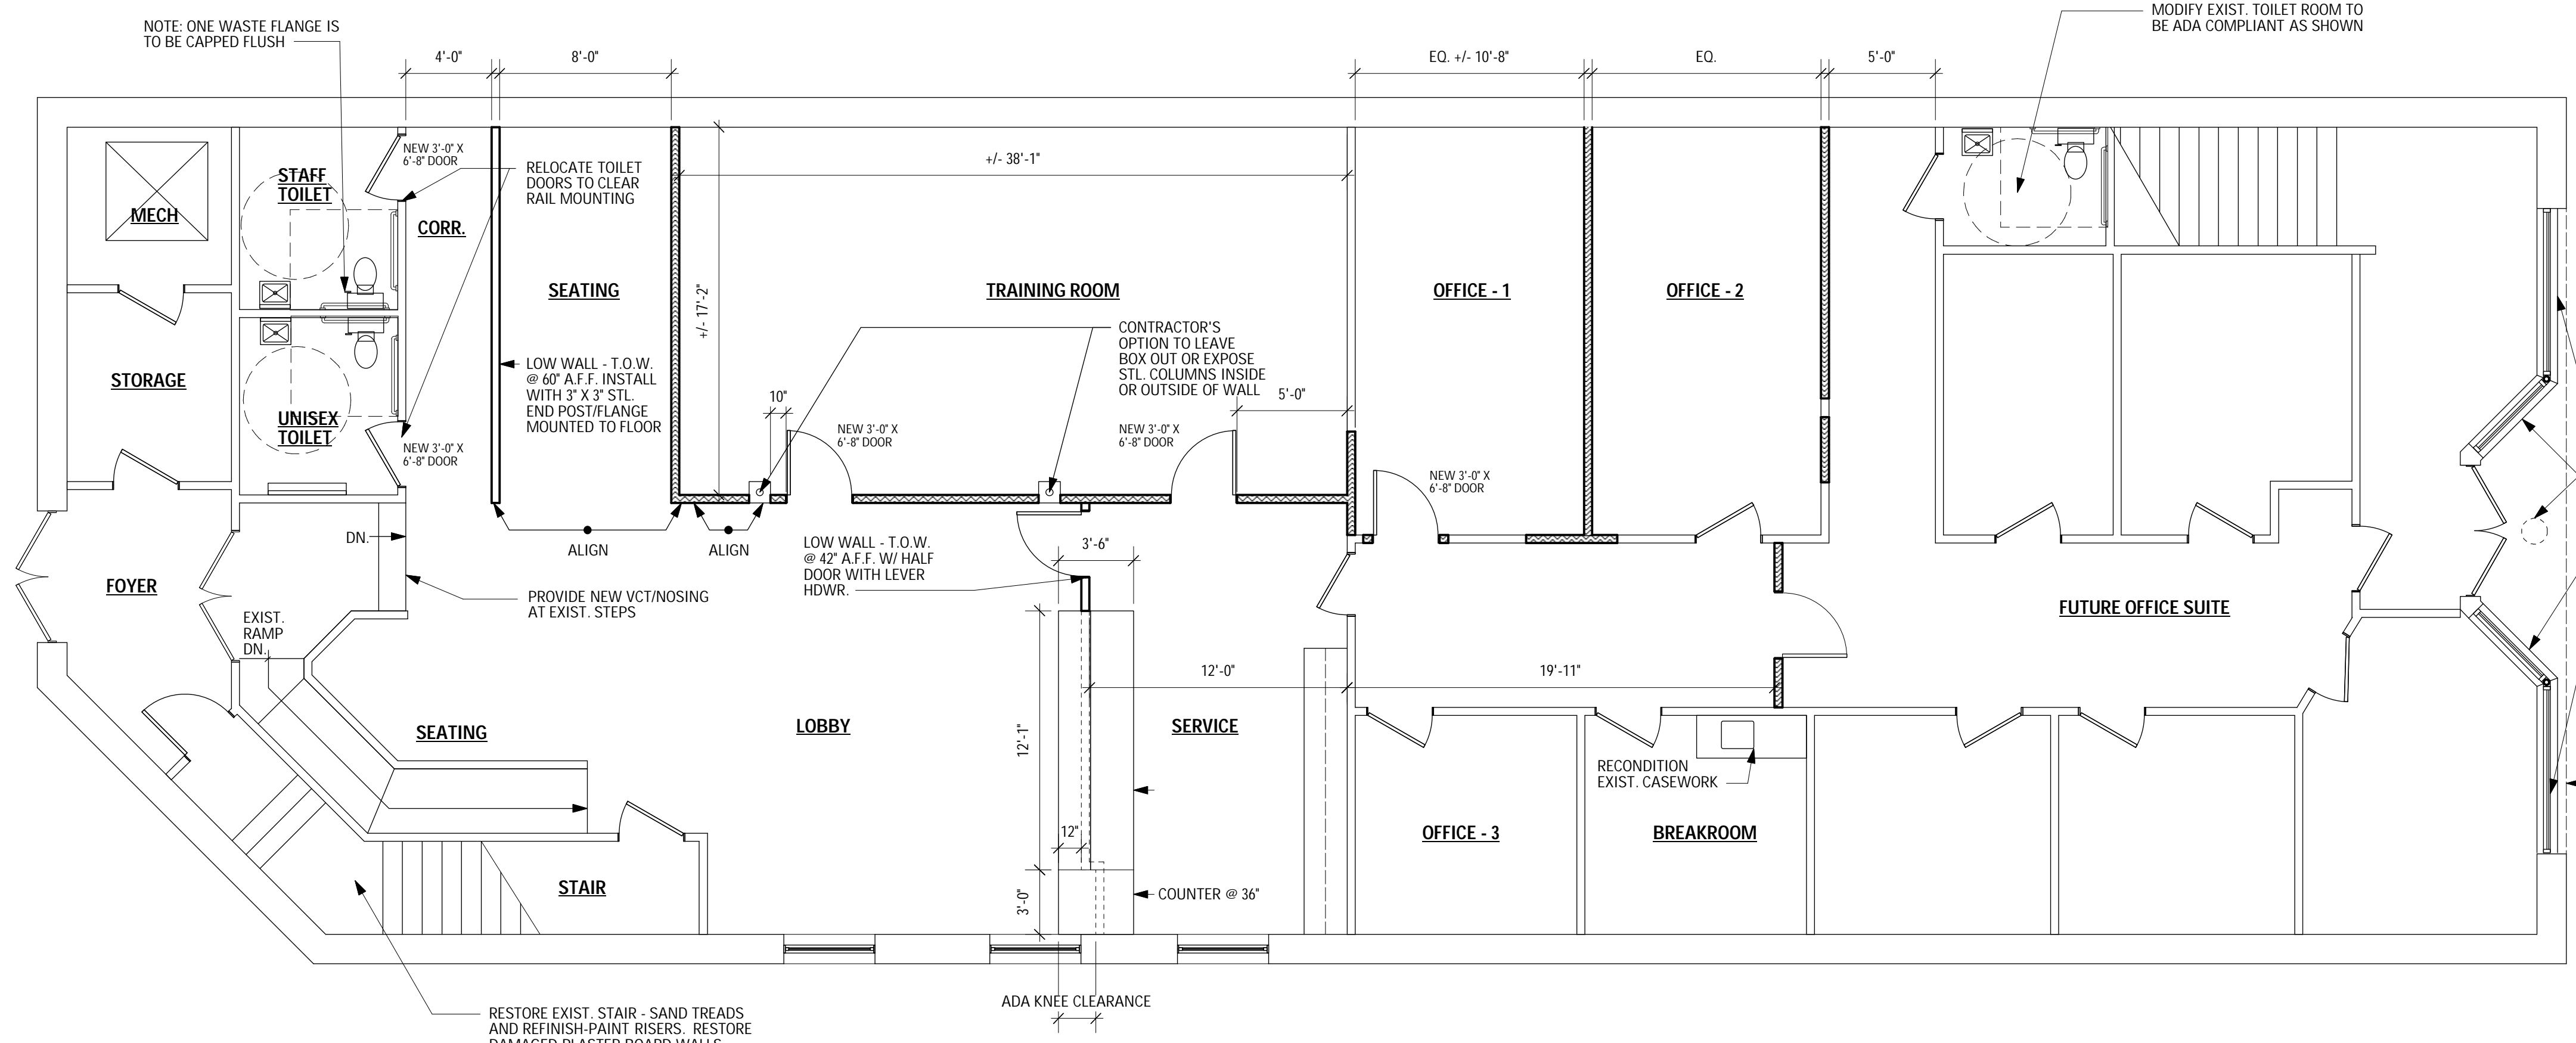 NOTE: ONE WASTE FLANGE IS
TO BE CAPPED FLUSH
MODIFY EXIST. TOILET ROOM TO
BE ADA COMPLIANT AS SHOWN
4'-0"
8'-0"
EQ. +/- 10'-8"
EQ.
5'-0"
NEW 3'-0" X
6'-8" DOOR
RELOCATE TOILET
DOORS TO CLEAR
RAIL MOUNTING
+/- 38'-1"
STAFF
TOILET
MECH
CORR.
SEATING
+/- 17'-2"
TRAINING ROOM
OFFICE - 1
OFFICE - 2
CONTRACTOR'S
OPTION TO LEAVE
BOX OUT OR EXPOSE
STL. COLUMNS INSIDE
OR OUTSIDE OF WALL
STORAGE
LOW WALL - T.O.W.
@ 60" A.F.F. INSTALL
WITH 3" X 3" STL.
END POST/FLANGE
MOUNTED TO FLOOR
10"
5'-0"
UNISEX
TOILET
NEW 3'-0" X
6'-8" DOOR
NEW 3'-0" X
6'-8" DOOR
NEW 3'-0" X
6'-8" DOOR
NEW 3'-0" X
6'-8" DOOR
DN.
ALIGN
ALIGN
LOW WALL - T.O.W.
@ 42" A.F.F. W/ HALF
DOOR WITH LEVER
HDWR.
3'-6"
FOYER
PROVIDE NEW VCT/NOSING
AT EXIST. STEPS
FUTURE OFFICE SUITE
EXIST.
RAMP
DN.
12'-0"
19'-11"
SEATING
LOBBY
12'-1"
SERVICE
RECONDITION
EXIST. CASEWORK
12"
OFFICE - 3
BREAKROOM
STAIR
3'-0"
COUNTER @ 36"
ADA KNEE CLEARANCE
RESTORE EXIST. STAIR - SAND TREADS
AND REFINISH-PAINT RISERS. RESTORE
DAMAGED PLASTER BOARD WALLS